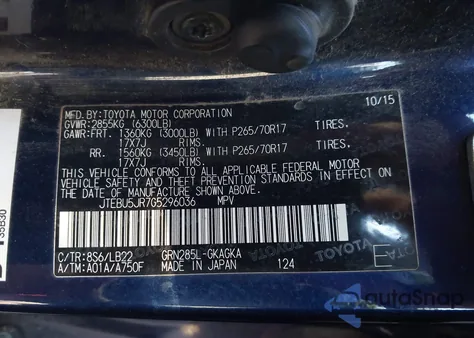 MFD. BY: TOYOTA MOTOR CORPORATION 10/15
GVWR: 2855KG (6300LB)
GAWR: FRT. 1360KG (3000LB) WITH P265/70R17 TIRES.
17X7J RIMS.
RR. 1560KG (3450LB) WITH P265/70R17 TIRES.
17X7J RIMS.
THIS VEHICLE CONFORMS TO ALL APPLICABLE FEDERAL MOTOR
VEHICLE SAFETY AND THEFT PREVENTION STANDARDS IN EFFECT
ON THE DATE OF MANUFACTURE SHOWN ABOVE.
JTEBU5JR7G5296036 MPV
C/TR: 8S6/LB22 GRN285L-GKAGKA
A/TM: A01A/A750F MADE IN JAPAN 124 E
35B30
AutoSnap